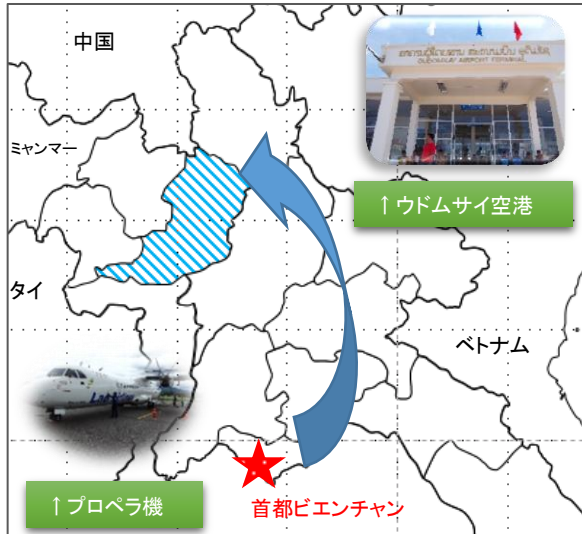 中国
ミャンマー
タイ
ベトナム
OUDOMXAY AIRPORT TERMINAL
↑ウドムサイ空港
↑プロペラ機
首都ビエンチャン